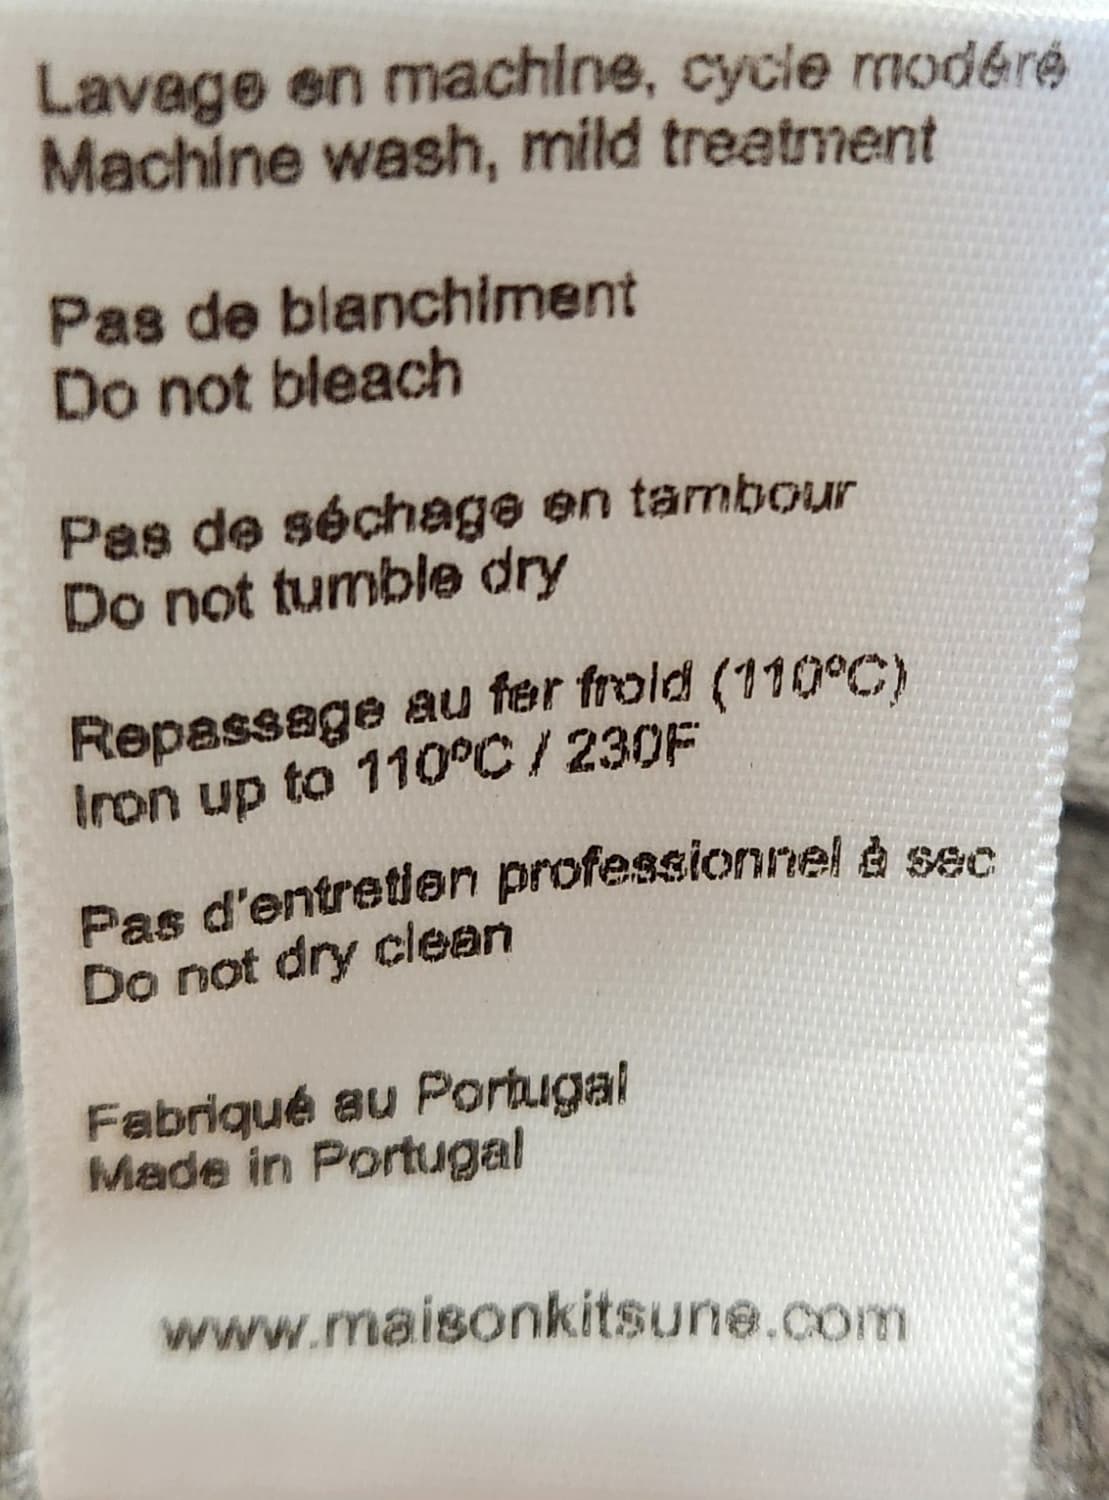 Lavage en machine, cycle modéré
Machine wash, mild treatment
Pas de blanchiment
Do not bleach
Pas de séchage en tambour
Do not tumble dry
Repassage au fer froid (110ºC)
Iron up to 110ºC / 230F
Pas d'entretien professionnel à sec
Do not dry clean
Fabriqué au Portugal
Made in Portugal
www.maisonkitsune.com